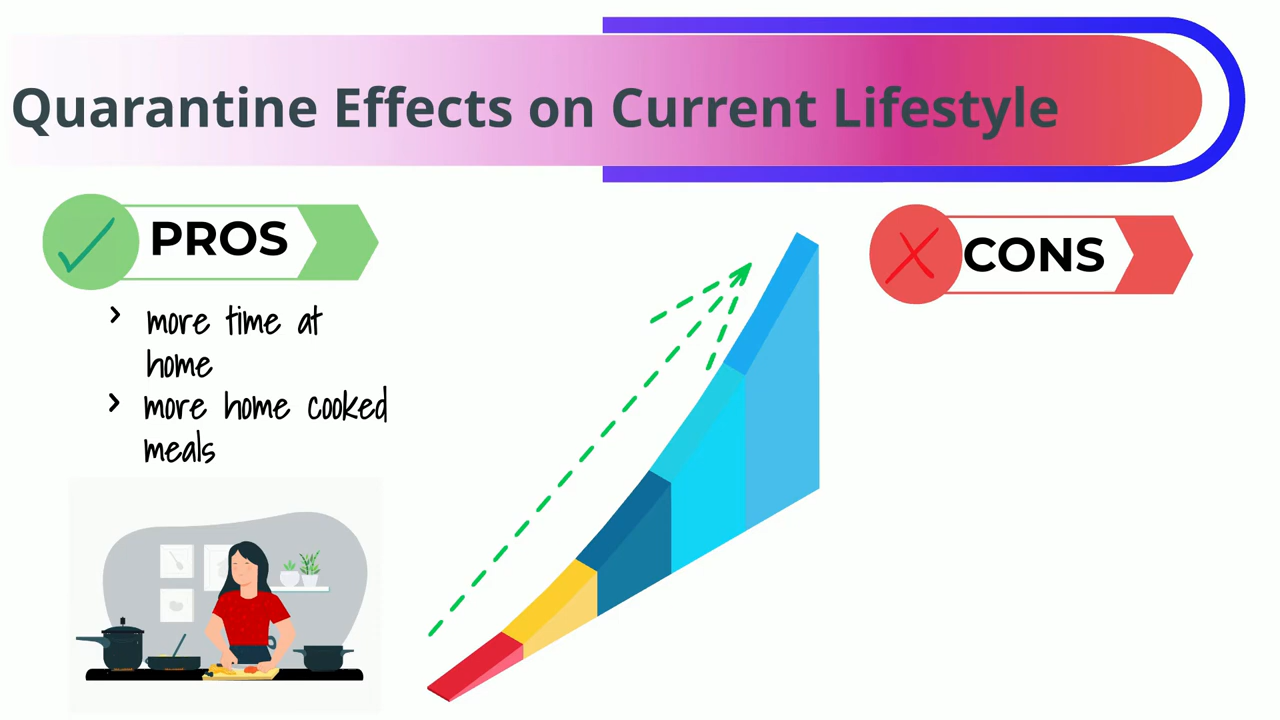 Quarantine Effects on Current Lifestyle
PROS
more time at
home
more home cooked
meals
CONS